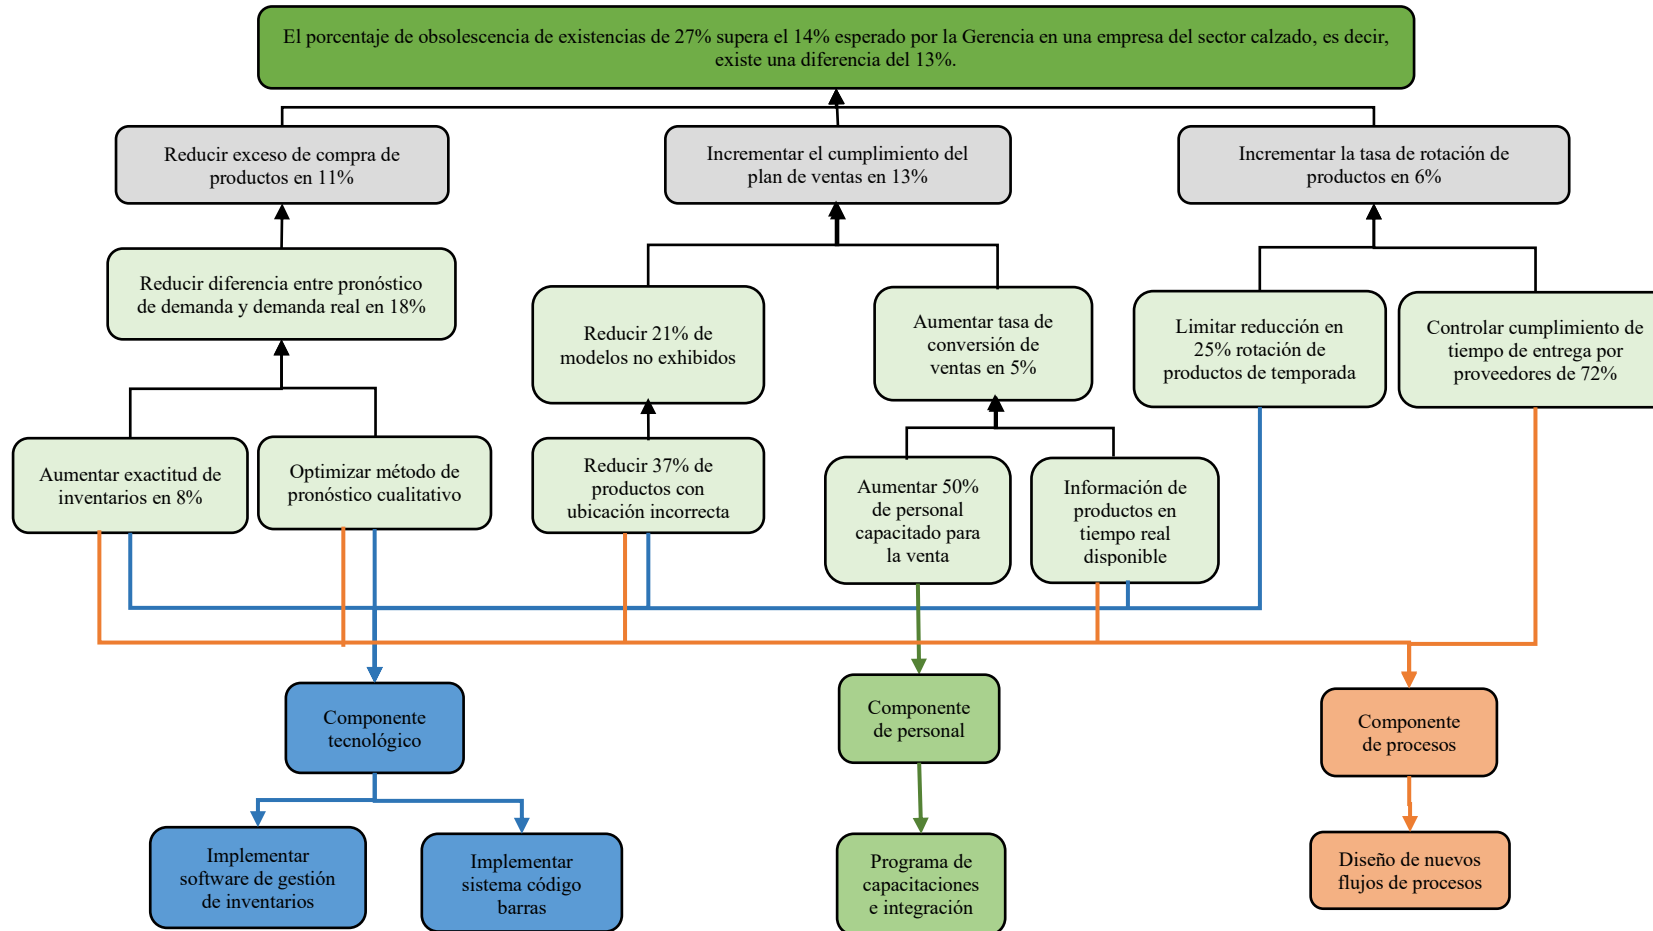 El porcentaje de obsolescencia de existencias de 27% supera el 14% esperado por la Gerencia en una empresa del sector calzado, es decir,
existe una diferencia del 13%.
Reducir exceso de compra de
productos en 11%
Incrementar el cumplimiento del
plan de ventas en 13%
Incrementar la tasa de rotación de
productos en 6%
Reducir diferencia entre pronóstico
de demanda y demanda real en 18%
Reducir 21% de
modelos no exhibidos
Aumentar tasa de
conversión de
ventas en 5%
Limitar reducción en
25% rotación de
productos de temporada
Controlar cumplimiento de
tiempo de entrega por
proveedores de 72%
Aumentar exactitud de
inventarios en 8%
Optimizar método de
pronóstico cualitativo
Reducir 37% de
productos con
ubicación incorrecta
Aumentar 50%
de personal
capacitado para
la venta
Información de
productos en
tiempo real
disponible
Componente
tecnológico
Componente
de personal
Componente
de procesos
Implementar
software de gestión
de inventarios
Implementar
sistema código
barras
Programa de
capacitaciones
e integración
Diseño de nuevos
flujos de procesos